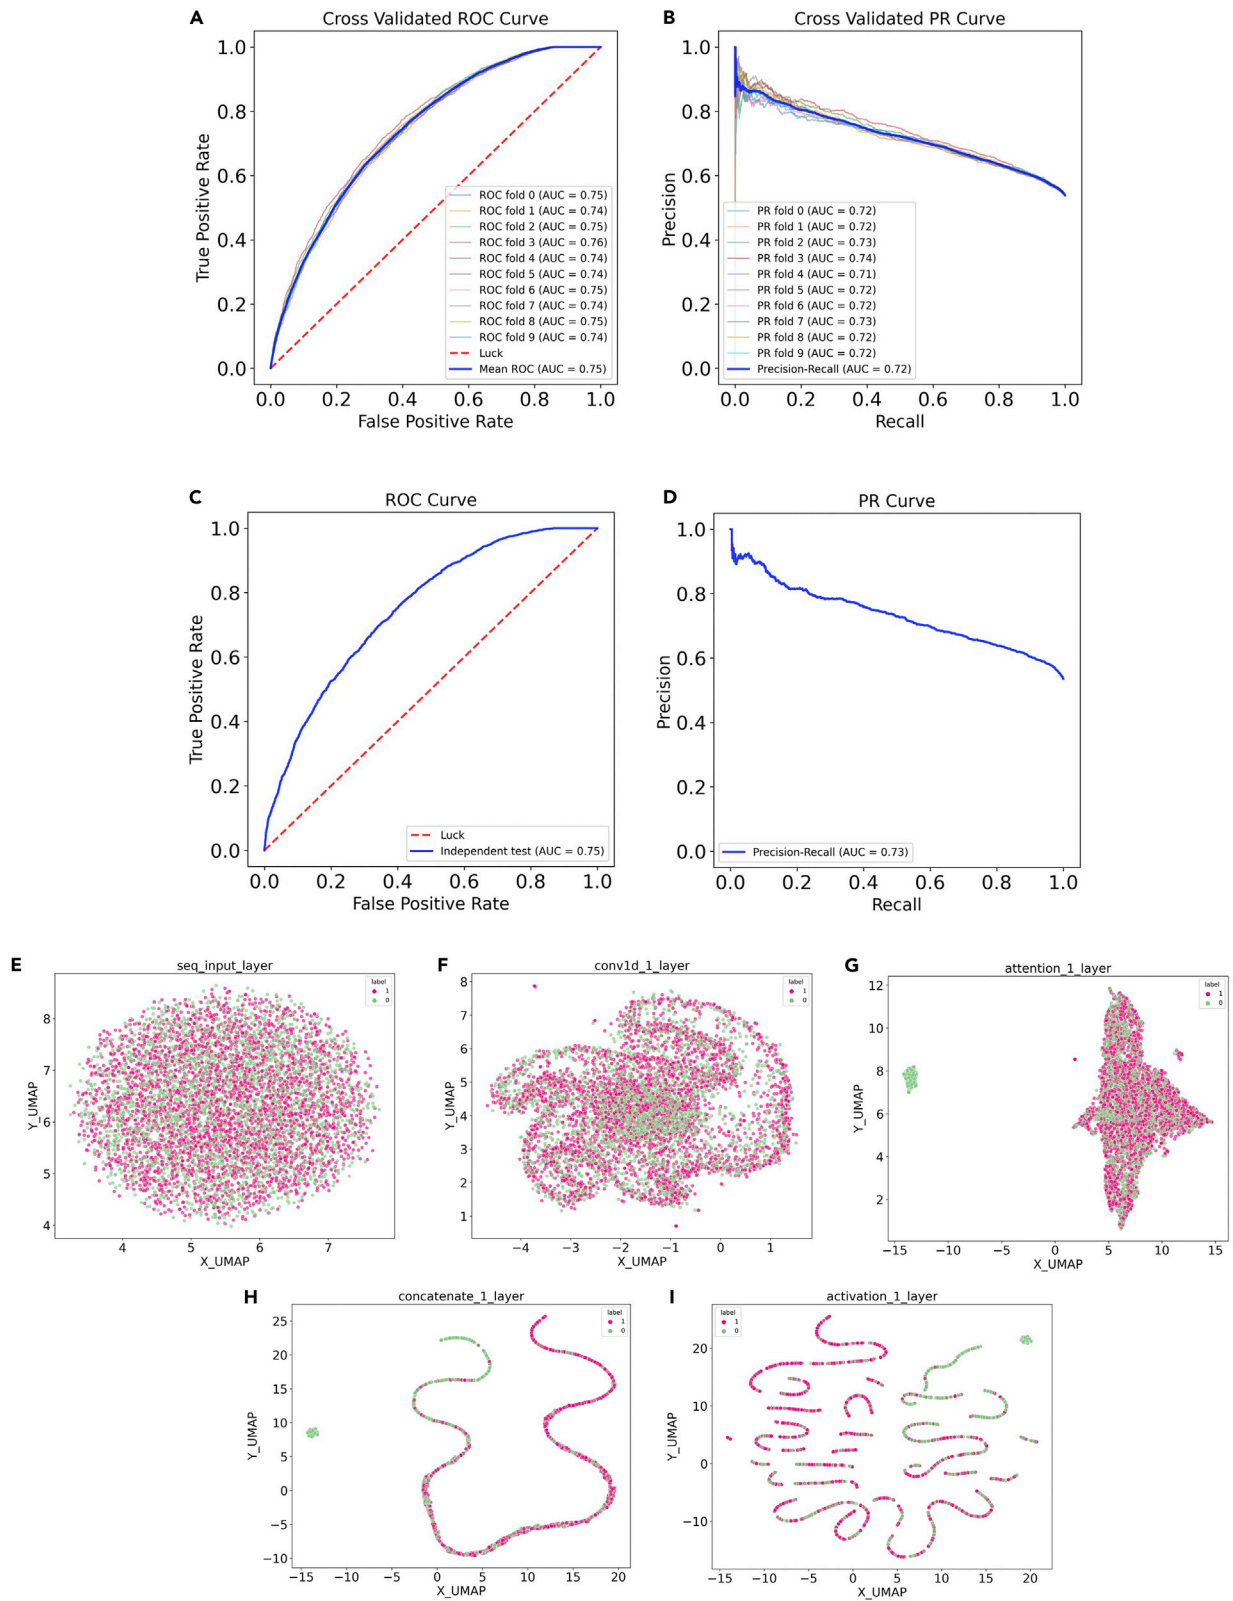 A
Cross Validated ROC Curve
1.0
0.8
0.6
0.4
0.2
0.0
True Positive Rate
ROC fold 0 (AUC = 0.75)
ROC fold 1 (AUC = 0.74)
ROC fold 2 (AUC = 0.75)
ROC fold 3 (AUC = 0.76)
ROC fold 4 (AUC = 0.74)
ROC fold 5 (AUC = 0.74)
ROC fold 6 (AUC = 0.75)
ROC fold 7 (AUC = 0.74)
ROC fold 8 (AUC = 0.75)
ROC fold 9 (AUC = 0.74)
Luck
Mean ROC (AUC = 0.75)
0.0 0.2 0.4 0.6 0.8 1.0
False Positive Rate
B
Cross Validated PR Curve
1.0
0.8
0.6
0.4
0.2
0.0
Precision
PR fold 0 (AUC = 0.72)
PR fold 1 (AUC = 0.72)
PR fold 2 (AUC = 0.73)
PR fold 3 (AUC = 0.74)
PR fold 4 (AUC = 0.71)
PR fold 5 (AUC = 0.72)
PR fold 6 (AUC = 0.72)
PR fold 7 (AUC = 0.73)
PR fold 8 (AUC = 0.72)
PR fold 9 (AUC = 0.72)
Precision-Recall (AUC = 0.72)
0.0 0.2 0.4 0.6 0.8 1.0
Recall
C
ROC Curve
1.0
0.8
0.6
0.4
0.2
0.0
True Positive Rate
Luck
Independent test (AUC = 0.75)
0.0 0.2 0.4 0.6 0.8 1.0
False Positive Rate
D
PR Curve
1.0
0.8
0.6
0.4
0.2
0.0
Precision
Precision-Recall (AUC = 0.73)
0.0 0.2 0.4 0.6 0.8 1.0
Recall
E
seq_input_layer
label
1
0
8
7
6
5
4
Y_UMAP
4 5 6 7
X_UMAP
F
conv1d_1_layer
label
1
0
8
7
6
5
4
3
2
1
Y_UMAP
−4 −3 −2 −1 0 1
X_UMAP
G
attention_1_layer
label
1
0
12
10
8
6
4
2
Y_UMAP
−15 −10 −5 0 5 10 15
X_UMAP
H
concatenate_1_layer
label
1
0
25
20
15
10
5
0
−5
−10
Y_UMAP
−15 −10 −5 0 5 10 15 20
X_UMAP
I
activation_1_layer
label
1
0
20
10
0
−10
Y_UMAP
−15 −10 −5 0 5 10 15 20
X_UMAP